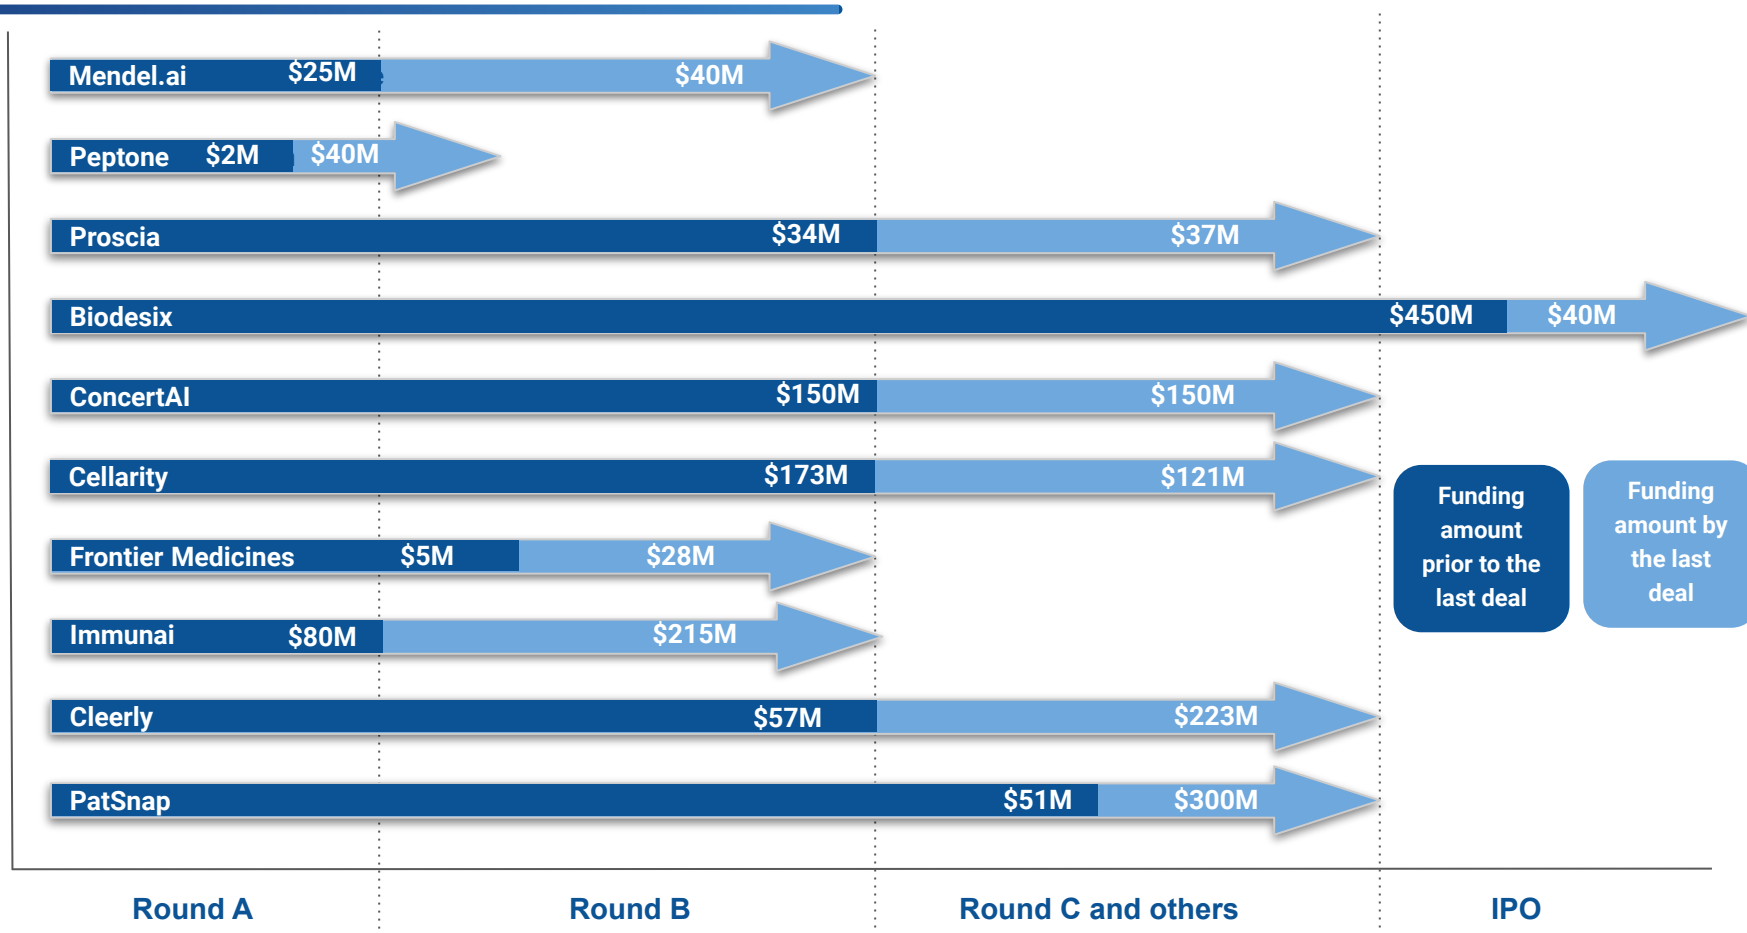 Mendel.ai $25M $40M
Peptone $2M $40M
Proscia $34M $37M
Biodesix $450M $40M
ConcertAI $150M $150M
Cellarity $173M $121M
Frontier Medicines $5M $28M
Immunai $80M $215M
Cleerly $57M $223M
PatSnap $51M $300M
Funding
amount
prior to the
last deal
Funding
amount by
the last
deal
Round A Round B Round C and others IPO